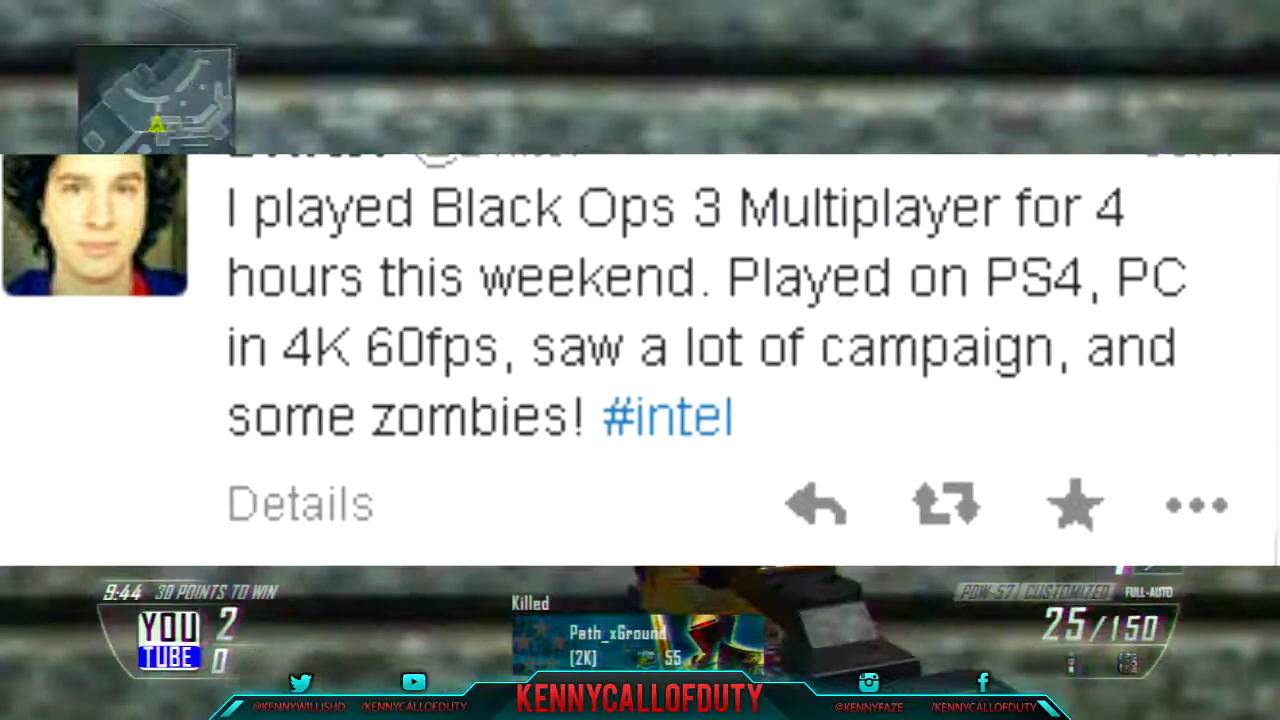 I played Black Ops 3 Multiplayer for 4
hours this weekend. Played on PS4, PC
in 4K 60fps, saw a lot of campaign, and
some zombies! #intel
Details
9:44 30 POINTS TO WIN
YOU 2
TUBE 0
Killed
Path_xGround
[2K] 55
PDW-57 CUSTOMIZED FULL-AUTO
25/150
KENNYCALLOFDUTY
@KENNYWILLISHD /KENNYCALLOFDUTY
@KENNYFAZE /KENNYCALLOFDUTY